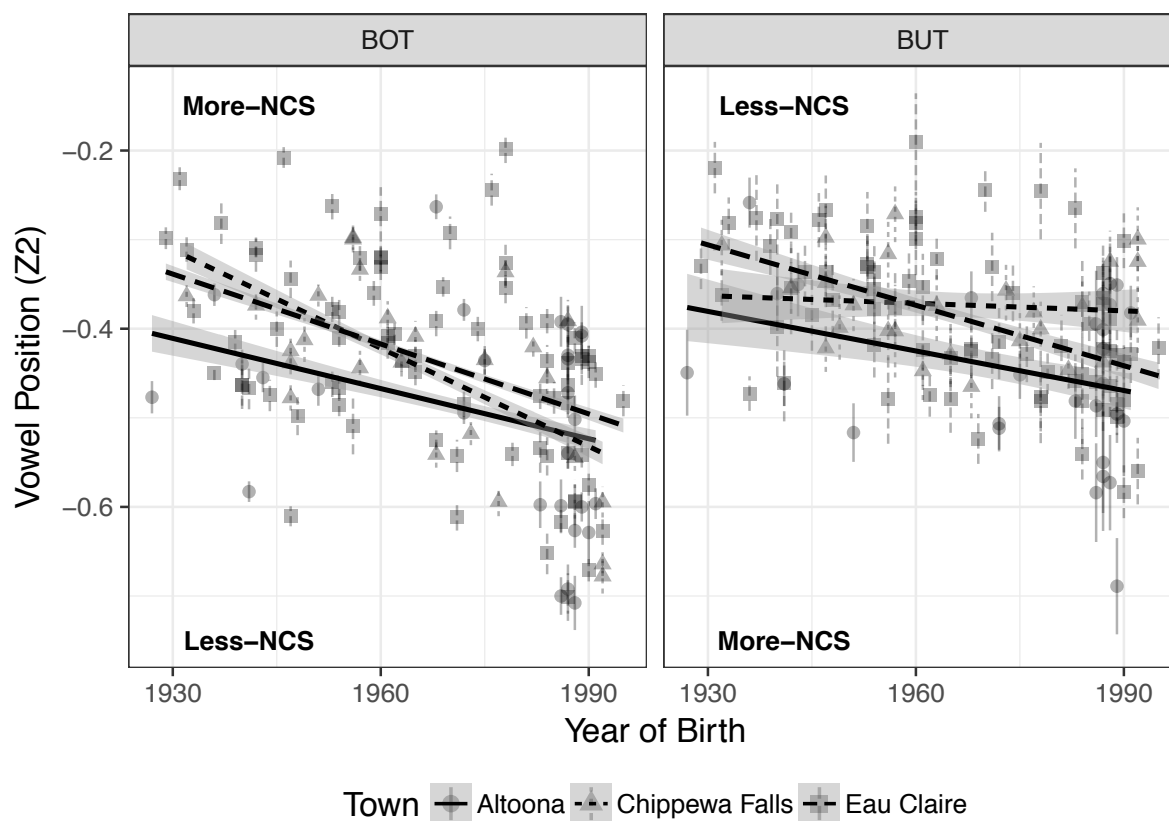 BOT
BUT
More−NCS
Less−NCS
−0.2
−0.4
−0.6
Vowel Position (Z2)
Less−NCS
More−NCS
1930
1960
1990
1930
1960
1990
Year of Birth
Town Altoona Chippewa Falls Eau Claire